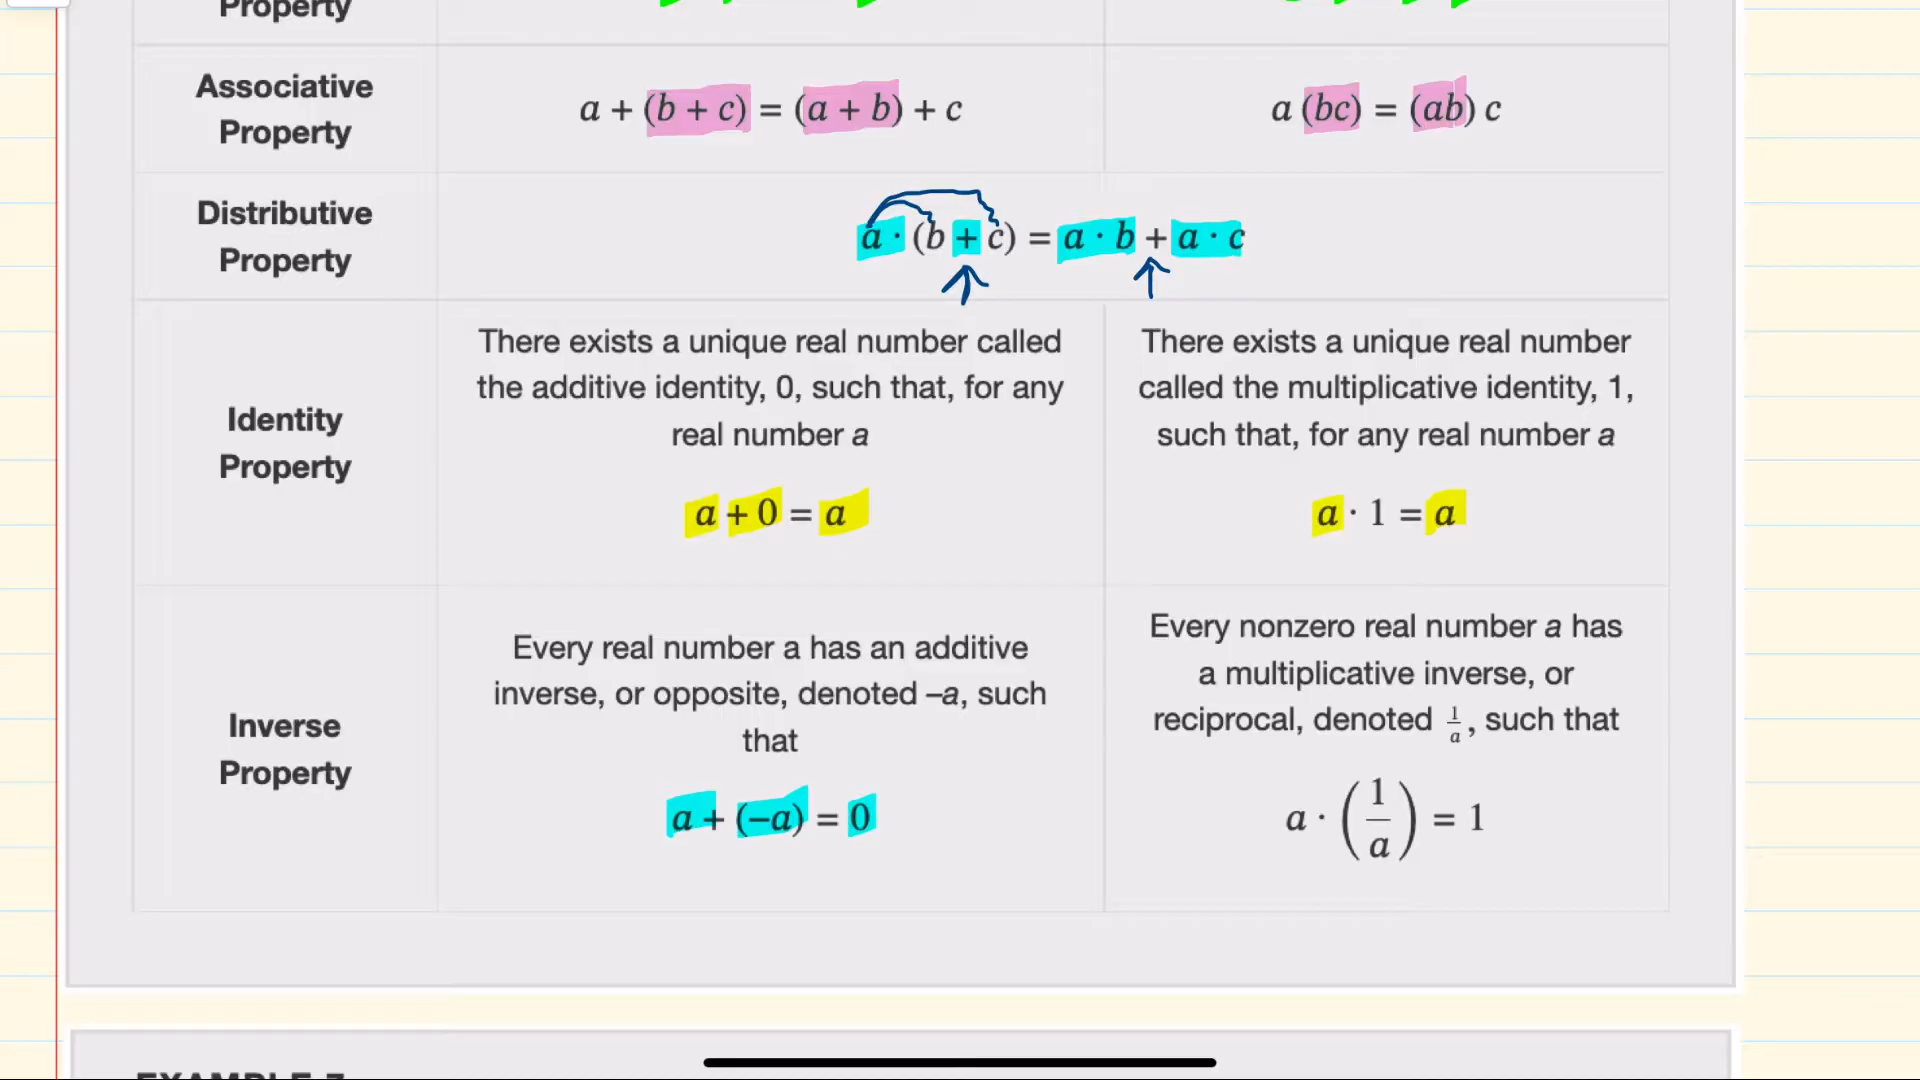 Property
Associative
Property
a + (b + c) = (a + b) + c
a (bc) = (ab) c
Distributive
Property
a · (b + c) = a · b + a · c
Identity
Property
There exists a unique real number called
the additive identity, 0, such that, for any
real number a
a + 0 = a
There exists a unique real number
called the multiplicative identity, 1,
such that, for any real number a
a · 1 = a
Inverse
Property
Every real number a has an additive
inverse, or opposite, denoted –a, such
that
a + (−a) = 0
Every nonzero real number a has
a multiplicative inverse, or
reciprocal, denoted 1/a, such that
a · (1/a) = 1
EXAMPLE